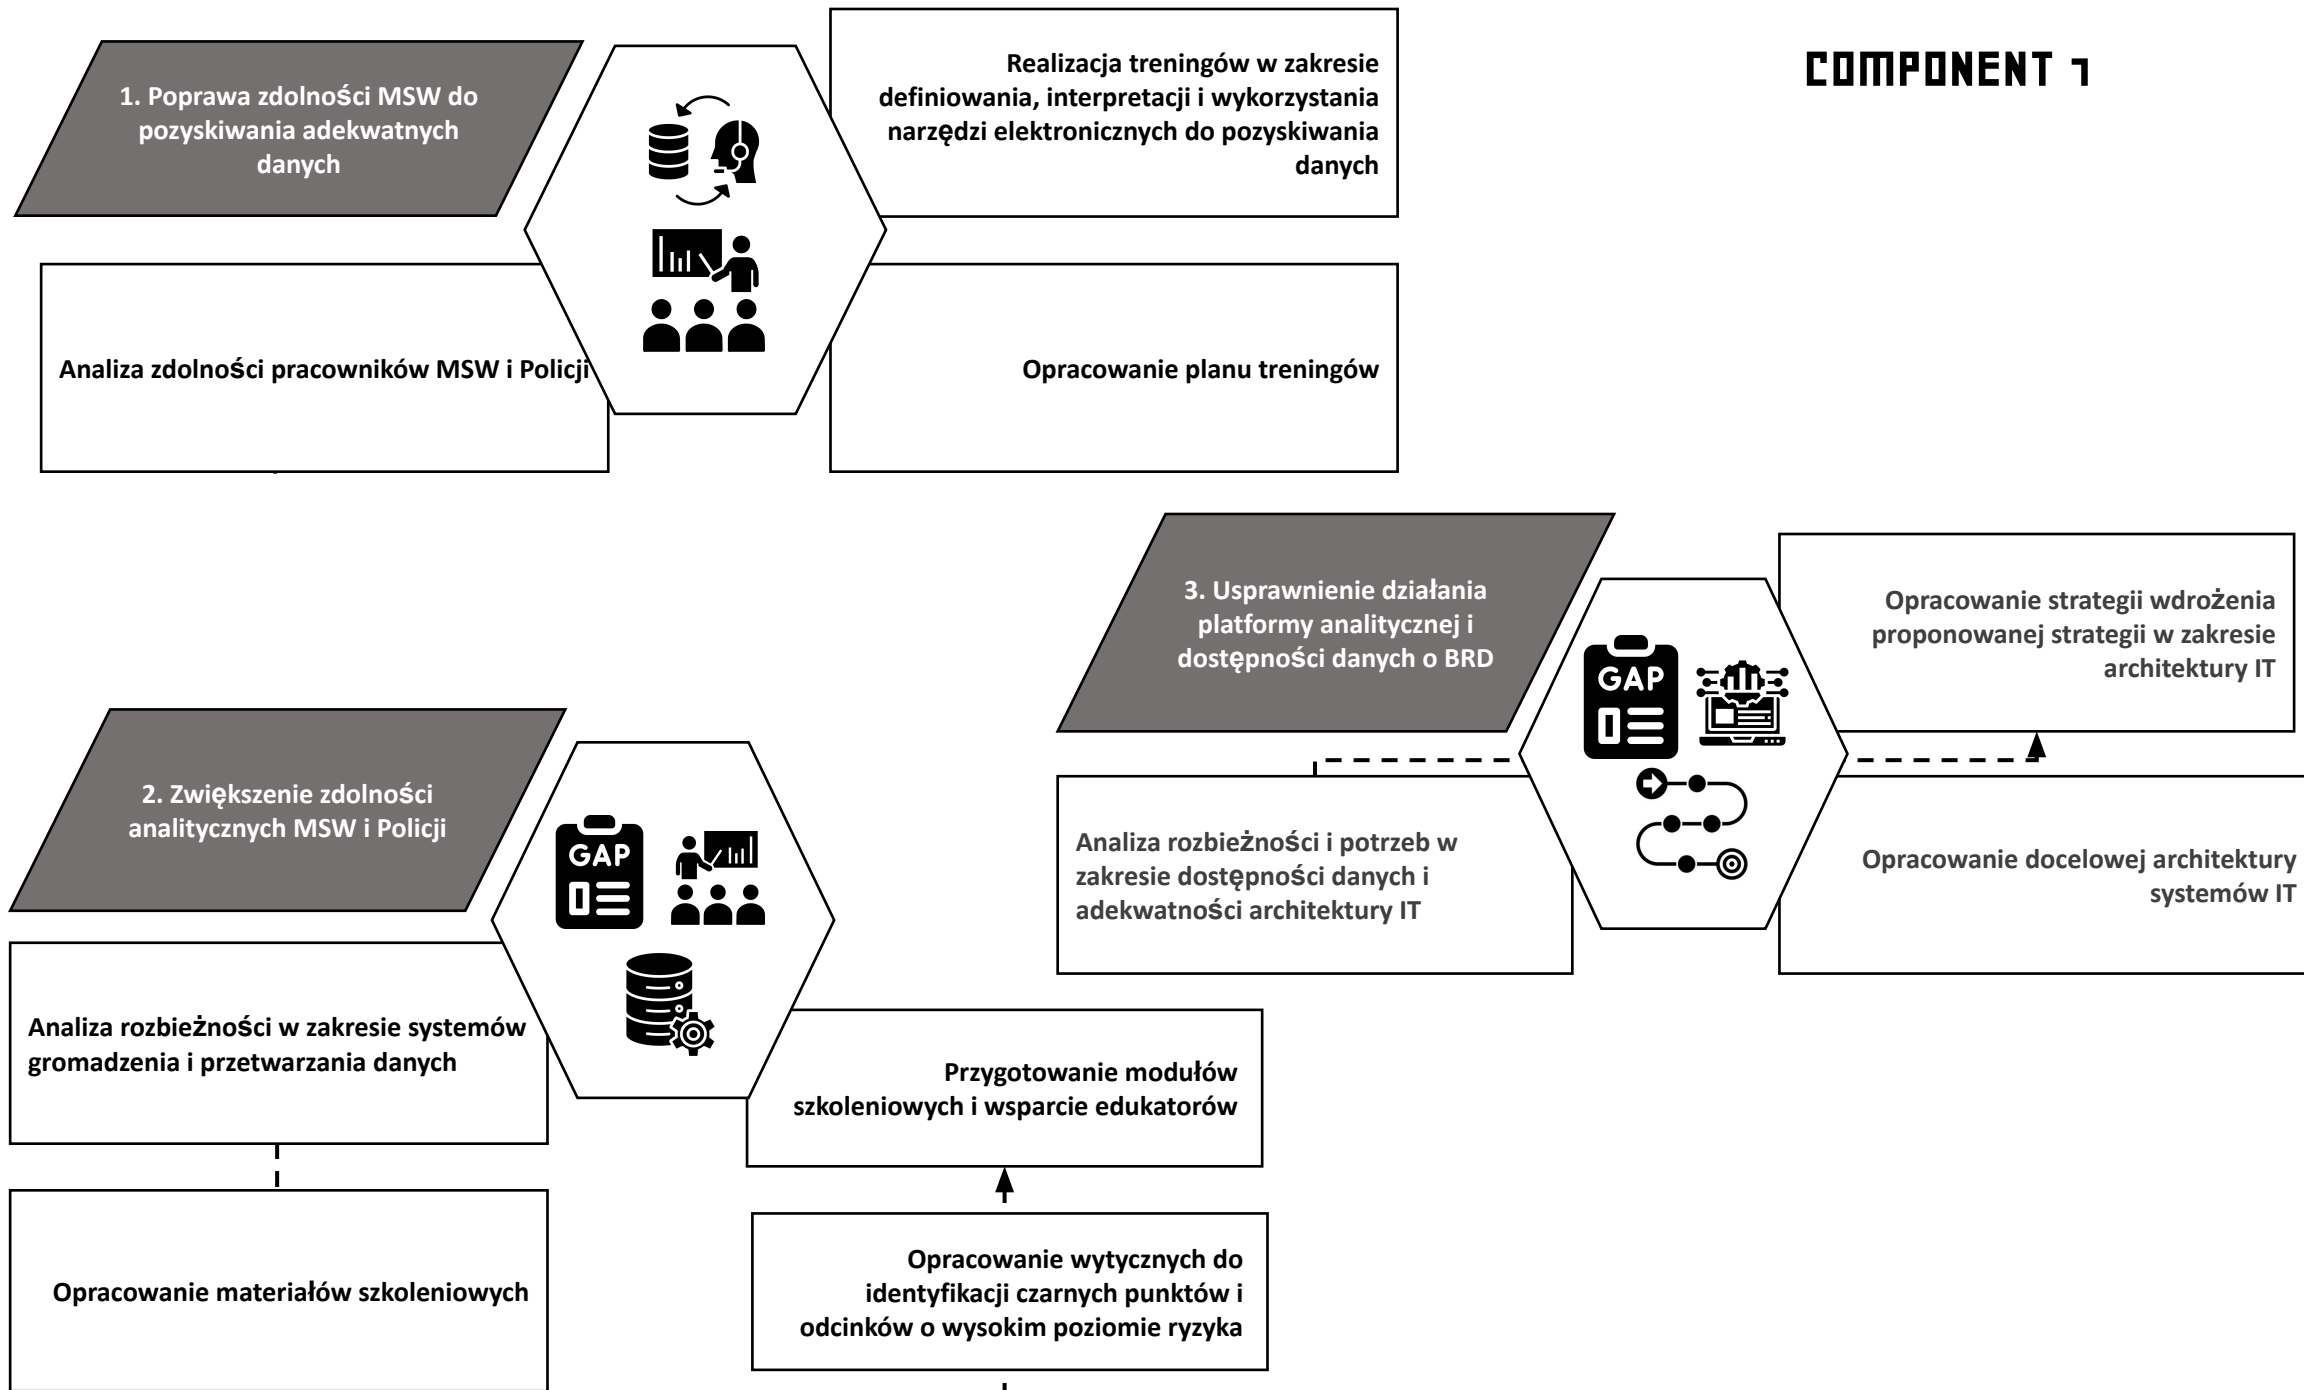 COMPONENT 1
1. Poprawa zdolności MSW do
pozyskiwania adekwatnych
danych
Realizacja treningów w zakresie
definiowania, interpretacji i wykorzystania
narzędzi elektronicznych do pozyskiwania
danych
Analiza zdolności pracowników MSW i Policji
Opracowanie planu treningów
3. Usprawnienie działania
platformy analitycznej i
dostępności danych o BRD
GAP
Opracowanie strategii wdrożenia
proponowanej strategii w zakresie
architektury IT
Analiza rozbieżności i potrzeb w
zakresie dostępności danych i
adekwatności architektury IT
Opracowanie docelowej architektury
systemów IT
2. Zwiększenie zdolności
analitycznych MSW i Policji
GAP
Analiza rozbieżności w zakresie systemów
gromadzenia i przetwarzania danych
Przygotowanie modułów
szkoleniowych i wsparcie edukatorów
Opracowanie materiałów szkoleniowych
Opracowanie wytycznych do
identyfikacji czarnych punktów i
odcinków o wysokim poziomie ryzyka